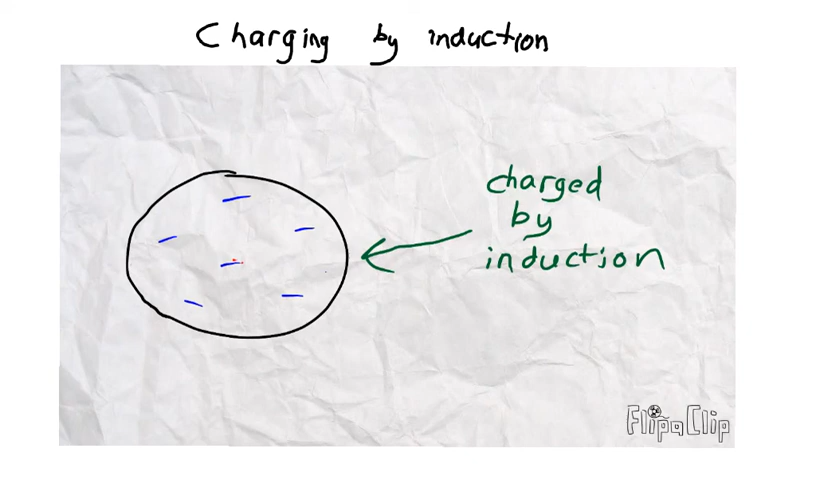 Charging by induction
charged
by
induction
FlipaClip